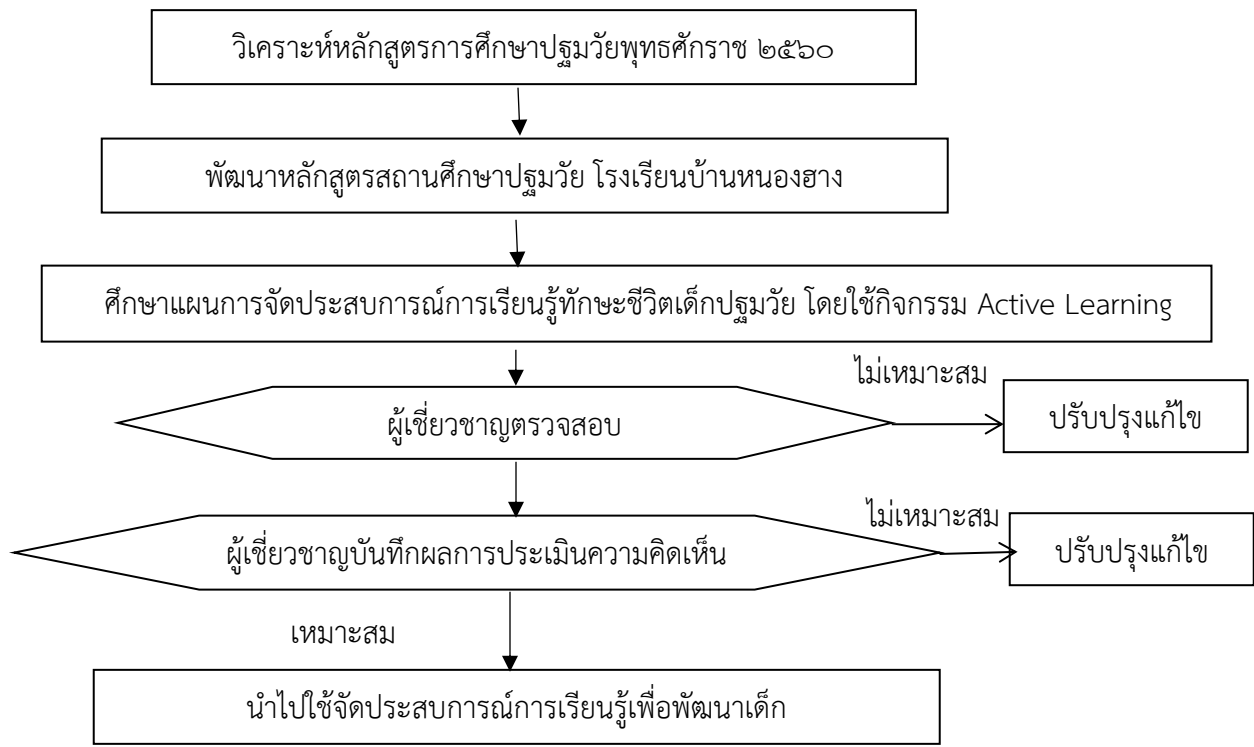 วิเคราะห์หลักสูตรการศึกษาปฐมวัยพุทธศักราช ๒๕๖๐
พัฒนาหลักสูตรสถานศึกษาปฐมวัย โรงเรียนบ้านหนองฮาง
ศึกษาแผนการจัดประสบการณ์การเรียนรู้ทักษะชีวิตเด็กปฐมวัย โดยใช้กิจกรรม Active Learning
ไม่เหมาะสม
ผู้เชี่ยวชาญตรวจสอบ
ปรับปรุงแก้ไข
ไม่เหมาะสม
ผู้เชี่ยวชาญบันทึกผลการประเมินความคิดเห็น
ปรับปรุงแก้ไข
เหมาะสม
นำไปใช้จัดประสบการณ์การเรียนรู้เพื่อพัฒนาเด็ก